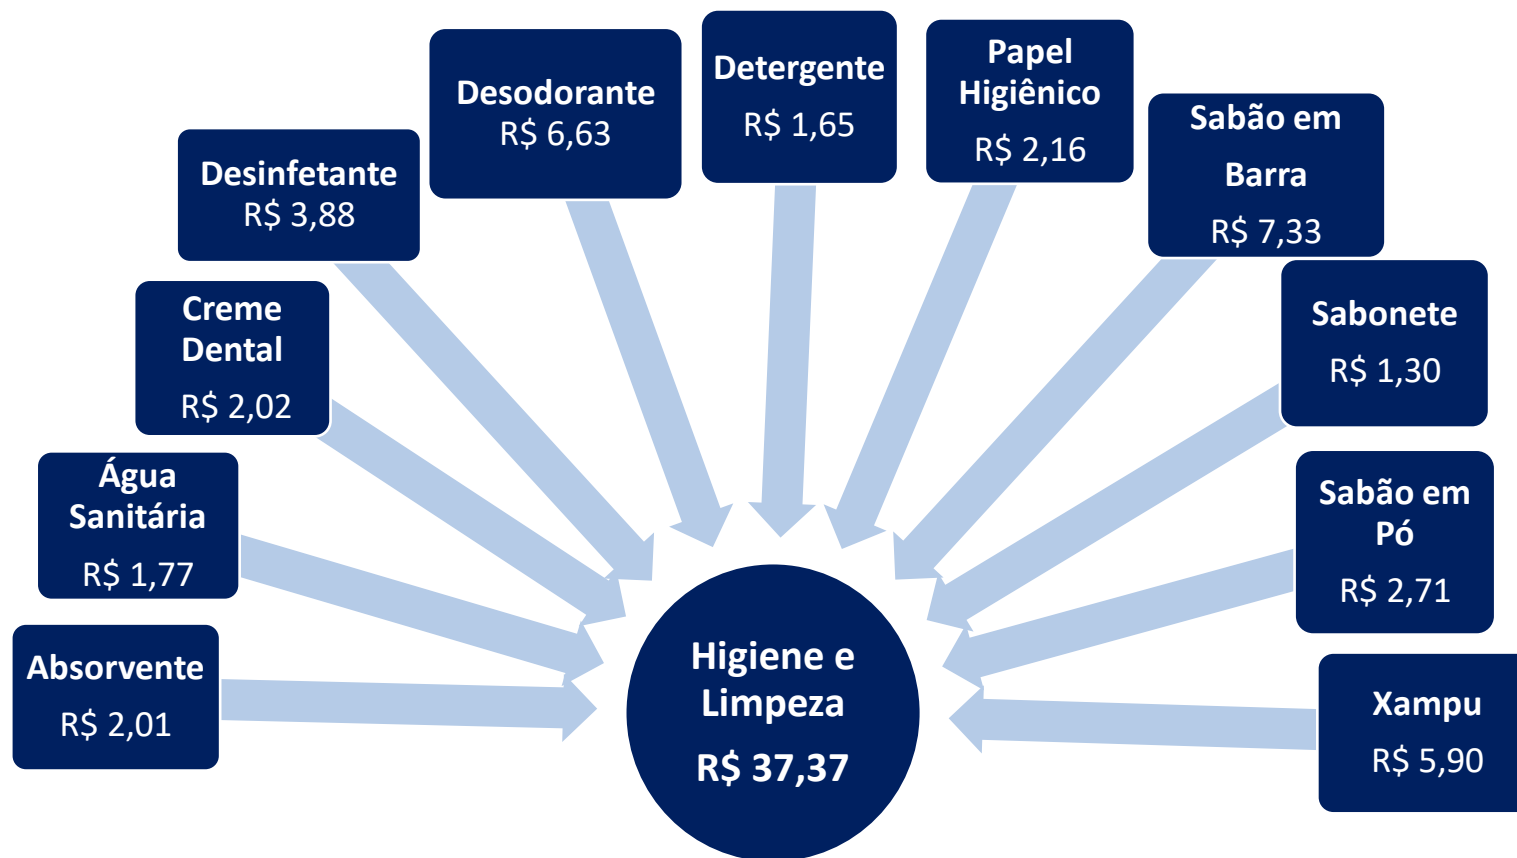 Absorvente
R$ 2,01
Água
Sanitária
R$ 1,77
Creme
Dental
R$ 2,02
Desinfetante
R$ 3,88
Desodorante
R$ 6,63
Detergente
R$ 1,65
Papel
Higiênico
R$ 2,16
Sabão em
Barra
R$ 7,33
Sabonete
R$ 1,30
Sabão em
Pó
R$ 2,71
Xampu
R$ 5,90
Higiene e
Limpeza
R$ 37,37